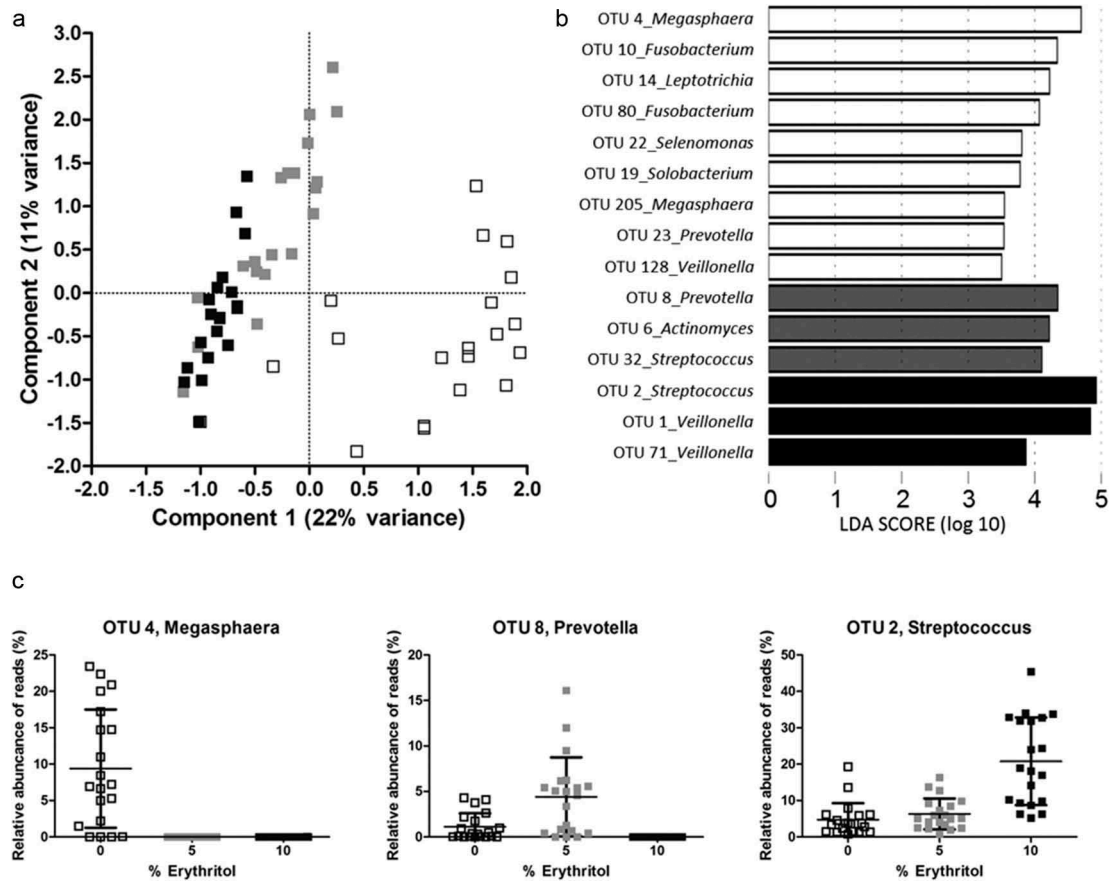 a
3.0
2.5
2.0
1.5
1.0
0.5
0.0
-0.5
-1.0
-1.5
-2.0
Component 2 (11% variance)
-2.0 -1.5 -1.0 -0.5 0.0 0.5 1.0 1.5 2.0
Component 1 (22% variance)
b
OTU 4_Megasphaera
OTU 10_Fusobacterium
OTU 14_Leptotrichia
OTU 80_Fusobacterium
OTU 22_Selenomonas
OTU 19_Solobacterium
OTU 205_Megasphaera
OTU 23_Prevotella
OTU 128_Veillonella
OTU 8_Prevotella
OTU 6_Actinomyces
OTU 32_Streptococcus
OTU 2_Streptococcus
OTU 1_Veillonella
OTU 71_Veillonella
0 1 2 3 4 5
LDA SCORE (log 10)
c
OTU 4, Megasphaera
Relative abuncance of reads (%)
25
20
15
10
5
0
0 5 10
% Erythritol
OTU 8, Prevotella
Relative abuncance of reads (%)
20
15
10
5
0
0 5 10
% Erythritol
OTU 2, Streptococcus
Relative abuncance of reads (%)
50
40
30
20
10
0
0 5 10
% Erythritol